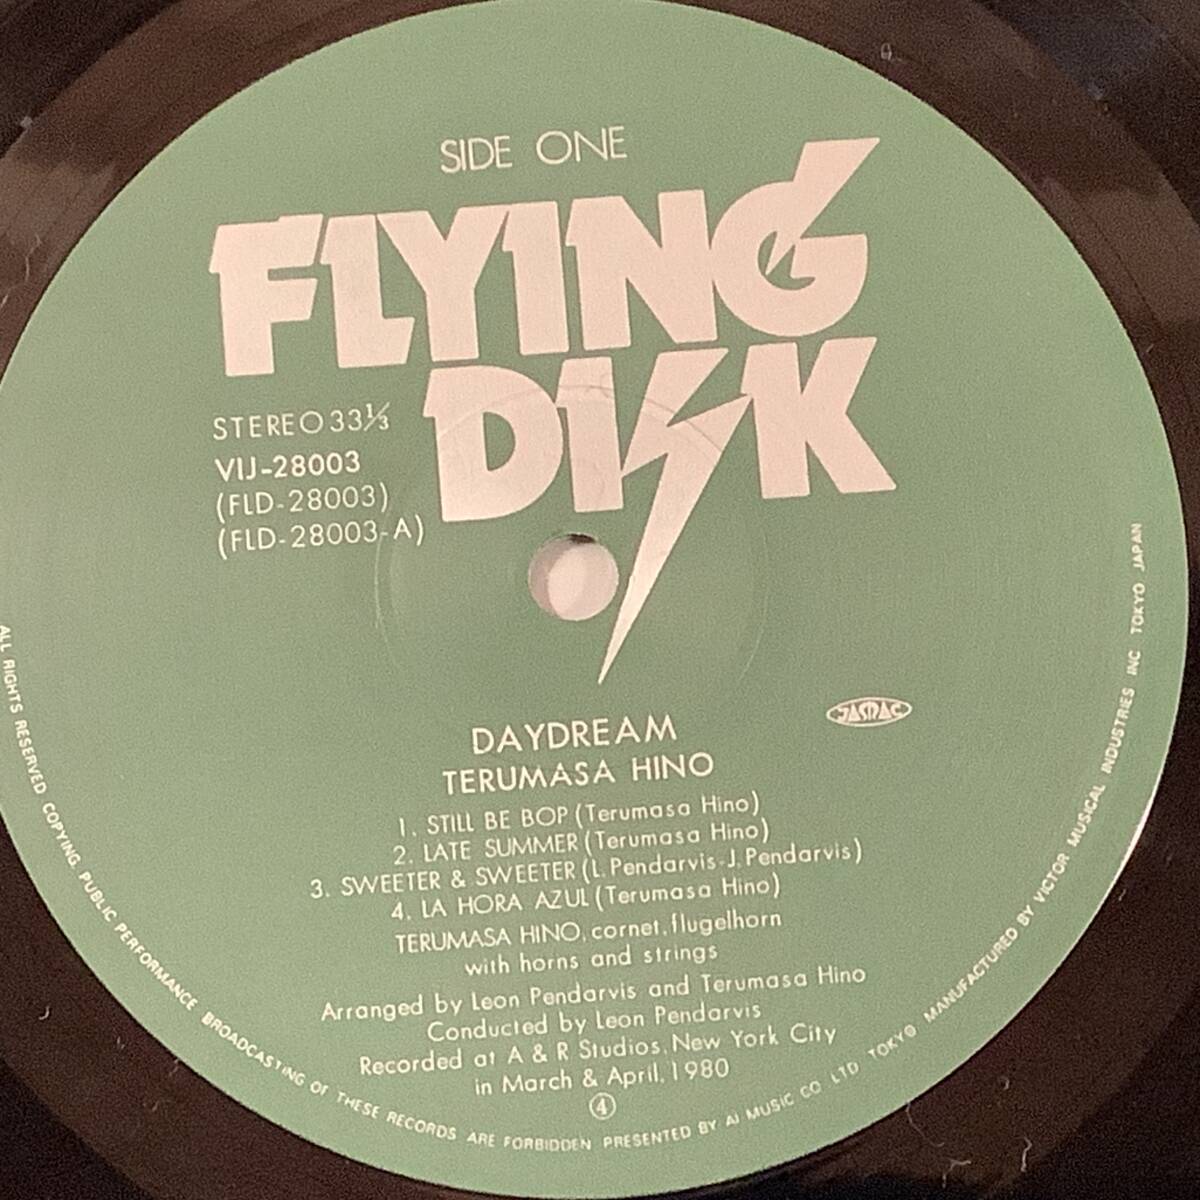 SIDE ONE
FLYING
DISK
STEREO 33⅓
VIJ-28003
(FLD-28003)
(FLD-28003-A)
JASRAC
DAYDREAM
TERUMASA HINO
1. STILL BE BOP (Terumasa Hino)
2. LATE SUMMER (Terumasa Hino)
3. SWEETER & SWEETER (L. Pendarvis-J. Pendarvis)
4. LA HORA AZUL (Terumasa Hino)
TERUMASA HINO, cornet, flugelhorn
with horns and strings
Arranged by Leon Pendarvis and Terumasa Hino
Conducted by Leon Pendarvis
Recorded at A & R Studios, New York City
in March & April, 1980
④
ALL RIGHTS RESERVED COPYING, PUBLIC PERFORMANCE BROADCASTING OF THESE RECORDS ARE FORBIDDEN PRESENTED BY AI MUSIC CO LTD TOKYO MANUFACTURED BY VICTOR MUSICAL INDUSTRIES INC TOKYO JAPAN